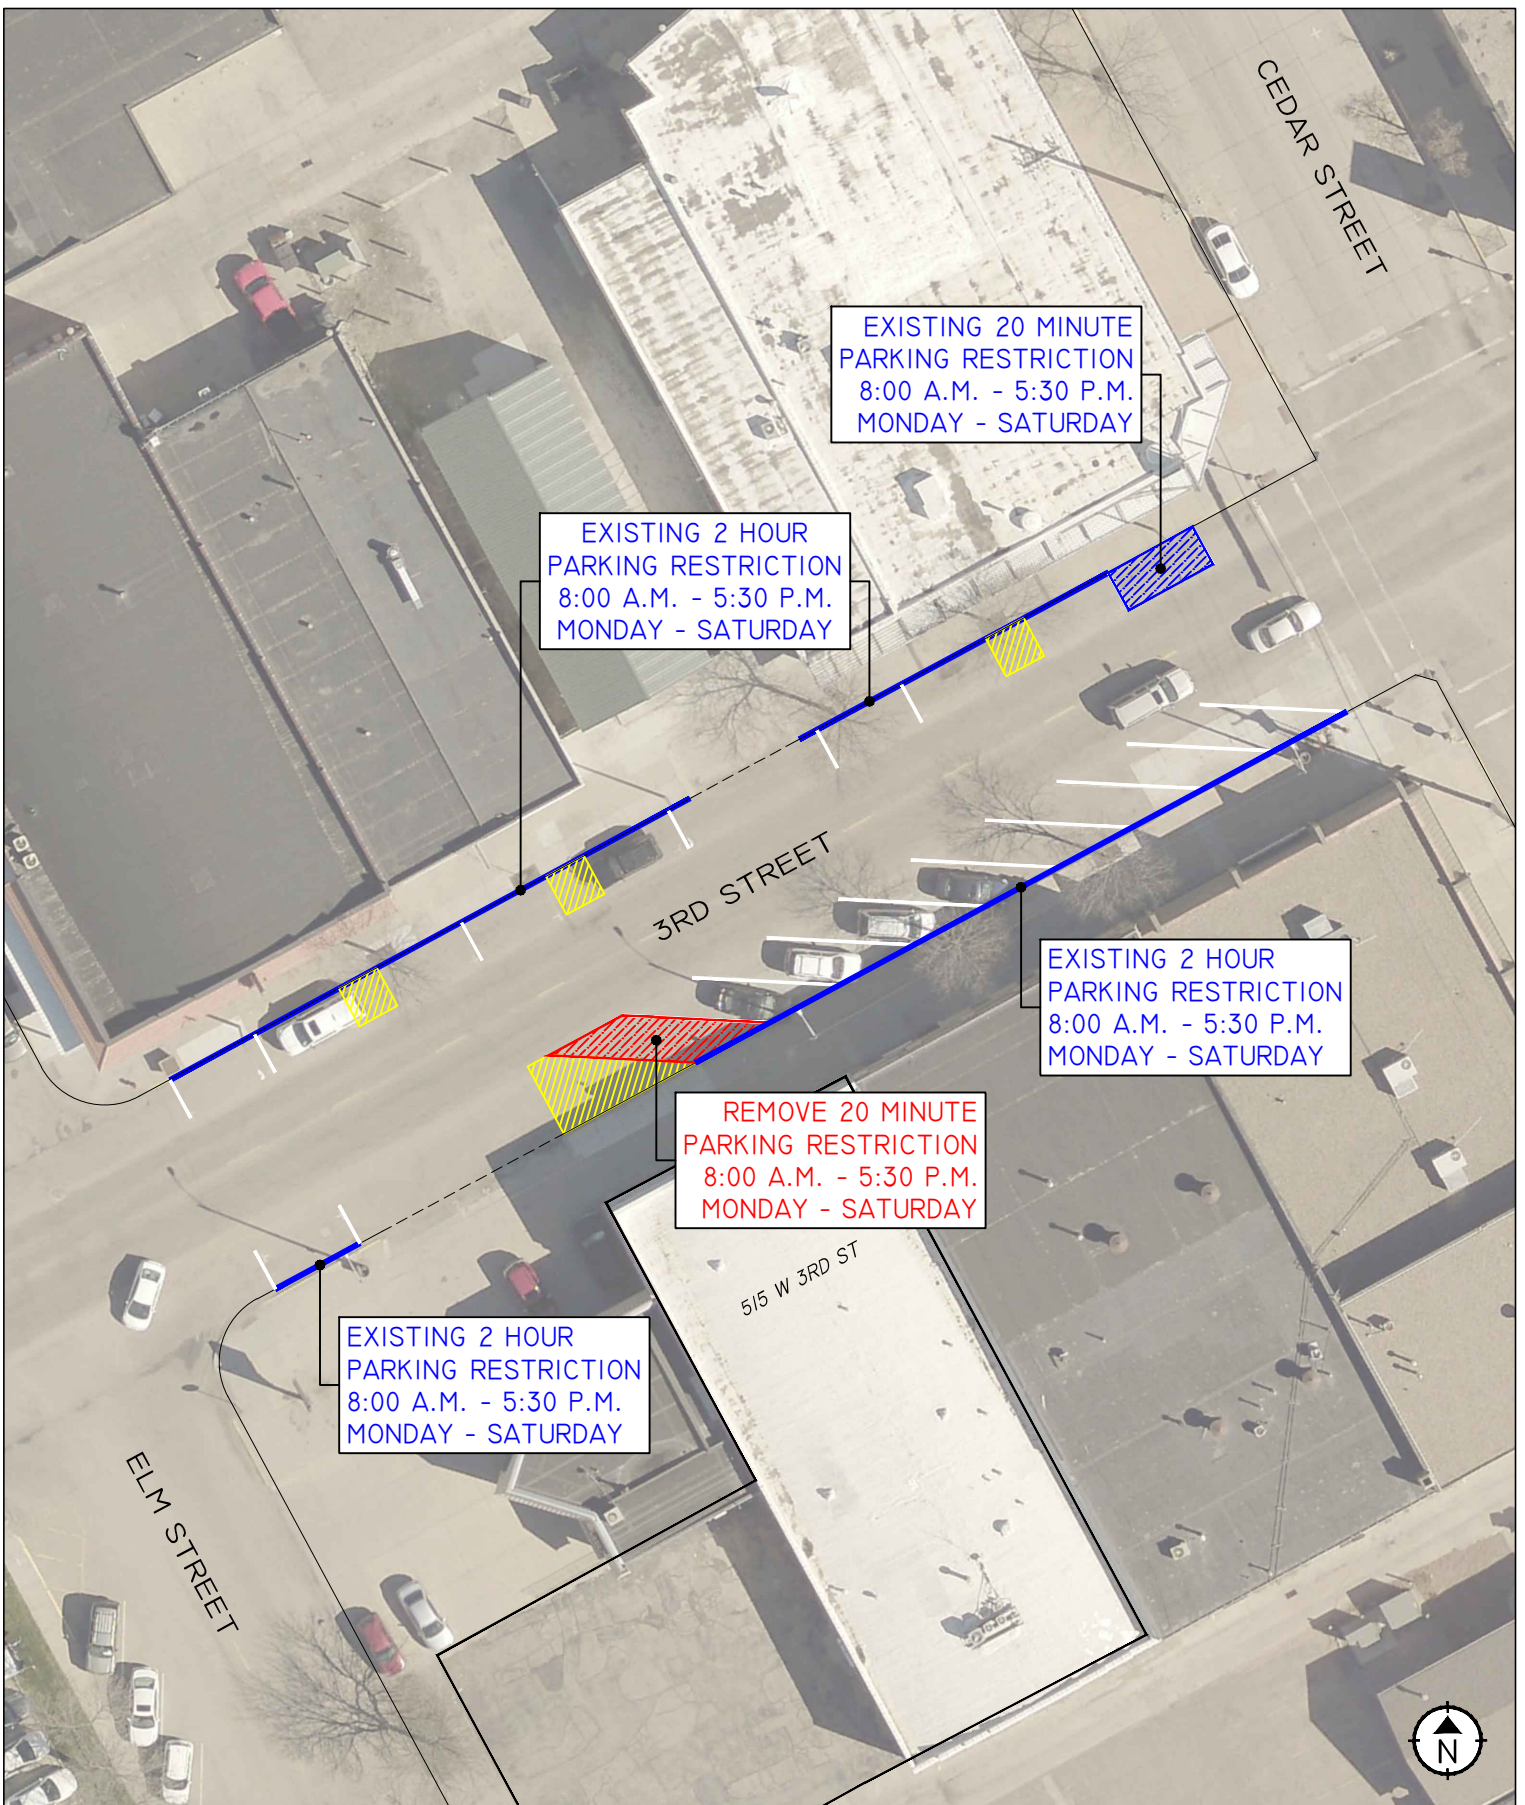 CEDAR STREET
EXISTING 20 MINUTE
PARKING RESTRICTION
8:00 A.M. - 5:30 P.M.
MONDAY - SATURDAY
EXISTING 2 HOUR
PARKING RESTRICTION
8:00 A.M. - 5:30 P.M.
MONDAY - SATURDAY
3RD STREET
EXISTING 2 HOUR
PARKING RESTRICTION
8:00 A.M. - 5:30 P.M.
MONDAY - SATURDAY
REMOVE 20 MINUTE
PARKING RESTRICTION
8:00 A.M. - 5:30 P.M.
MONDAY - SATURDAY
515 W 3RD ST
EXISTING 2 HOUR
PARKING RESTRICTION
8:00 A.M. - 5:30 P.M.
MONDAY - SATURDAY
ELM STREET
N